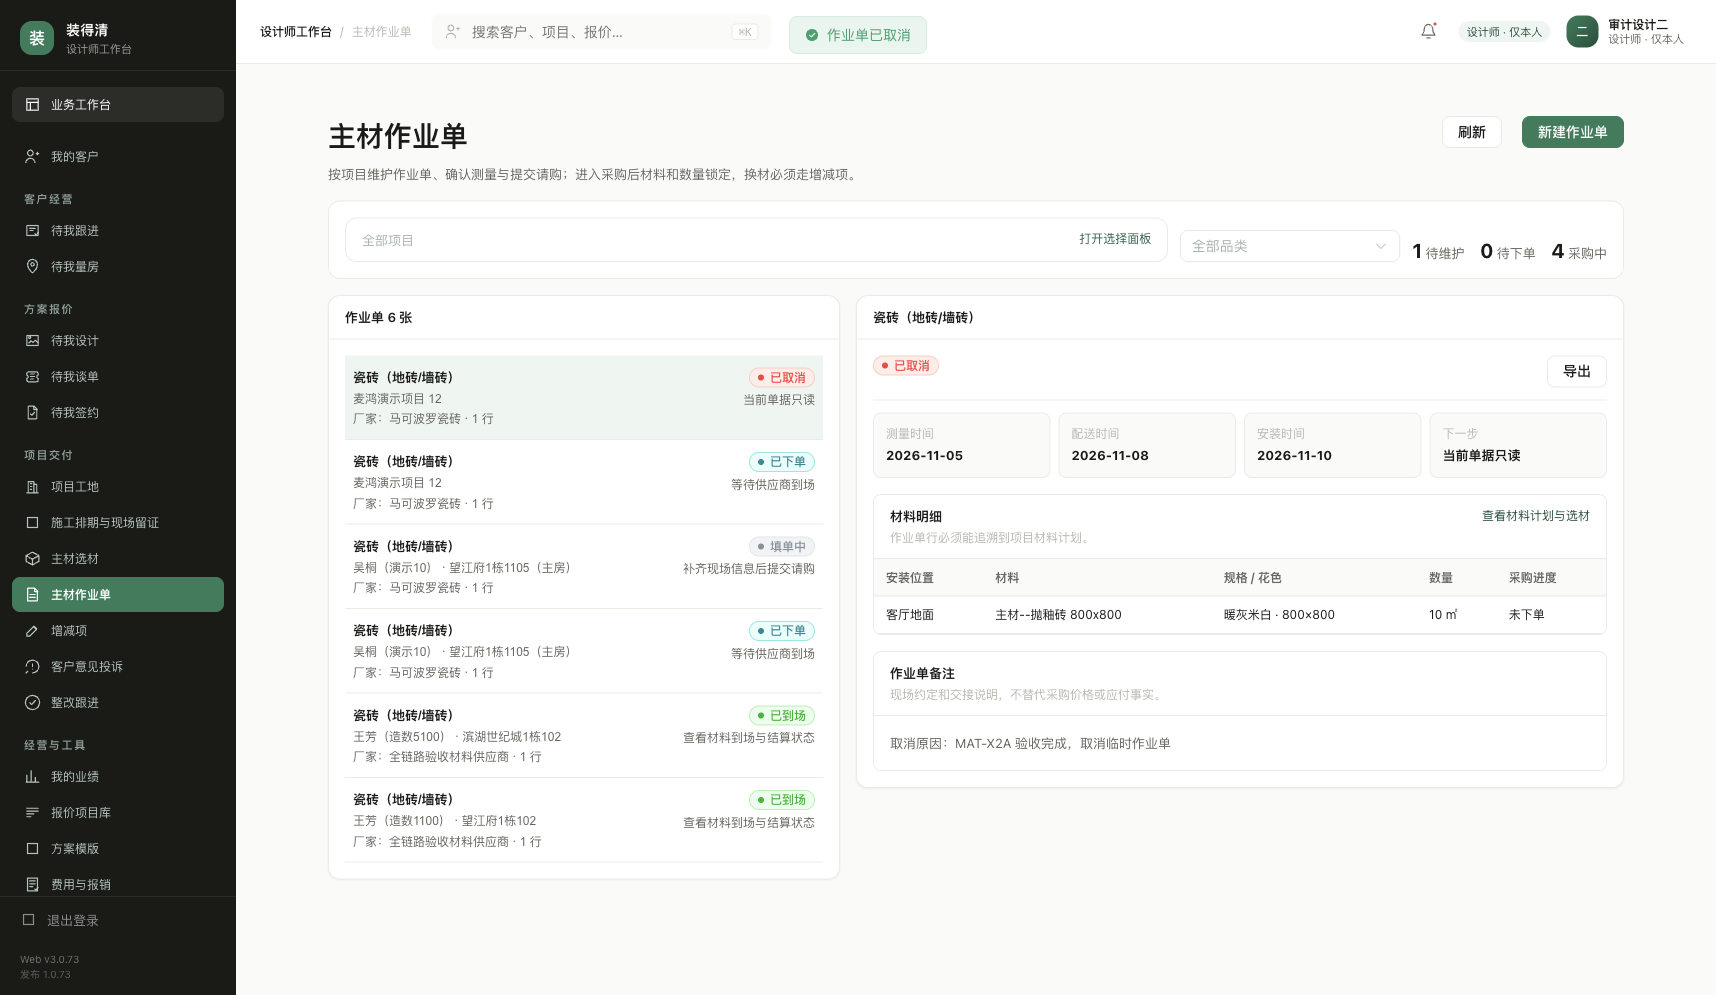 装
装得清
设计师工作台
业务工作台
我的客户
客户经营
待我跟进
待我量房
方案报价
待我设计
待我谈单
待我签约
项目交付
项目工地
施工排期与现场留证
主材选材
主材作业单
增减项
客户意见投诉
整改跟进
经营与工具
我的业绩
报价项目库
方案模版
费用与报销
退出登录
Web v3.0.73
发布 1.0.73
设计师工作台 / 主材作业单
搜索客户、项目、报价...
⌘K
作业单已取消
设计师 · 仅本人
二
审计设计二
设计师 · 仅本人
主材作业单
刷新
新建作业单
按项目维护作业单、确认测量与提交请购；进入采购后材料和数量锁定，换材必须走增减项。
全部项目
打开选择面板
全部品类
1 待维护
0 待下单
4 采购中
作业单 6 张
瓷砖（地砖/墙砖）
已取消
麦鸿演示项目 12
当前单据只读
厂家：马可波罗瓷砖 · 1 行
瓷砖（地砖/墙砖）
已下单
麦鸿演示项目 12
等待供应商到场
厂家：马可波罗瓷砖 · 1 行
瓷砖（地砖/墙砖）
填单中
吴桐（演示10） · 望江府1栋1105（主房）
补齐现场信息后提交请购
厂家：马可波罗瓷砖 · 1 行
瓷砖（地砖/墙砖）
已下单
吴桐（演示10） · 望江府1栋1105（主房）
等待供应商到场
厂家：马可波罗瓷砖 · 1 行
瓷砖（地砖/墙砖）
已到场
王芳（造数5100） · 滨湖世纪城1栋102
查看材料到场与结算状态
厂家：全链路验收材料供应商 · 1 行
瓷砖（地砖/墙砖）
已到场
王芳（造数1100） · 望江府1栋102
查看材料到场与结算状态
厂家：全链路验收材料供应商 · 1 行
瓷砖（地砖/墙砖）
已取消
导出
测量时间
2026-11-05
配送时间
2026-11-08
安装时间
2026-11-10
下一步
当前单据只读
材料明细
查看材料计划与选材
作业单行必须能追溯到项目材料计划。
安装位置 材料 规格 / 花色 数量 采购进度
客厅地面 主材--抛釉砖 800x800 暖灰米白 · 800×800 10 ㎡ 未下单
作业单备注
现场约定和交接说明，不替代采购价格或应付事实。
取消原因：MAT-X2A 验收完成，取消临时作业单